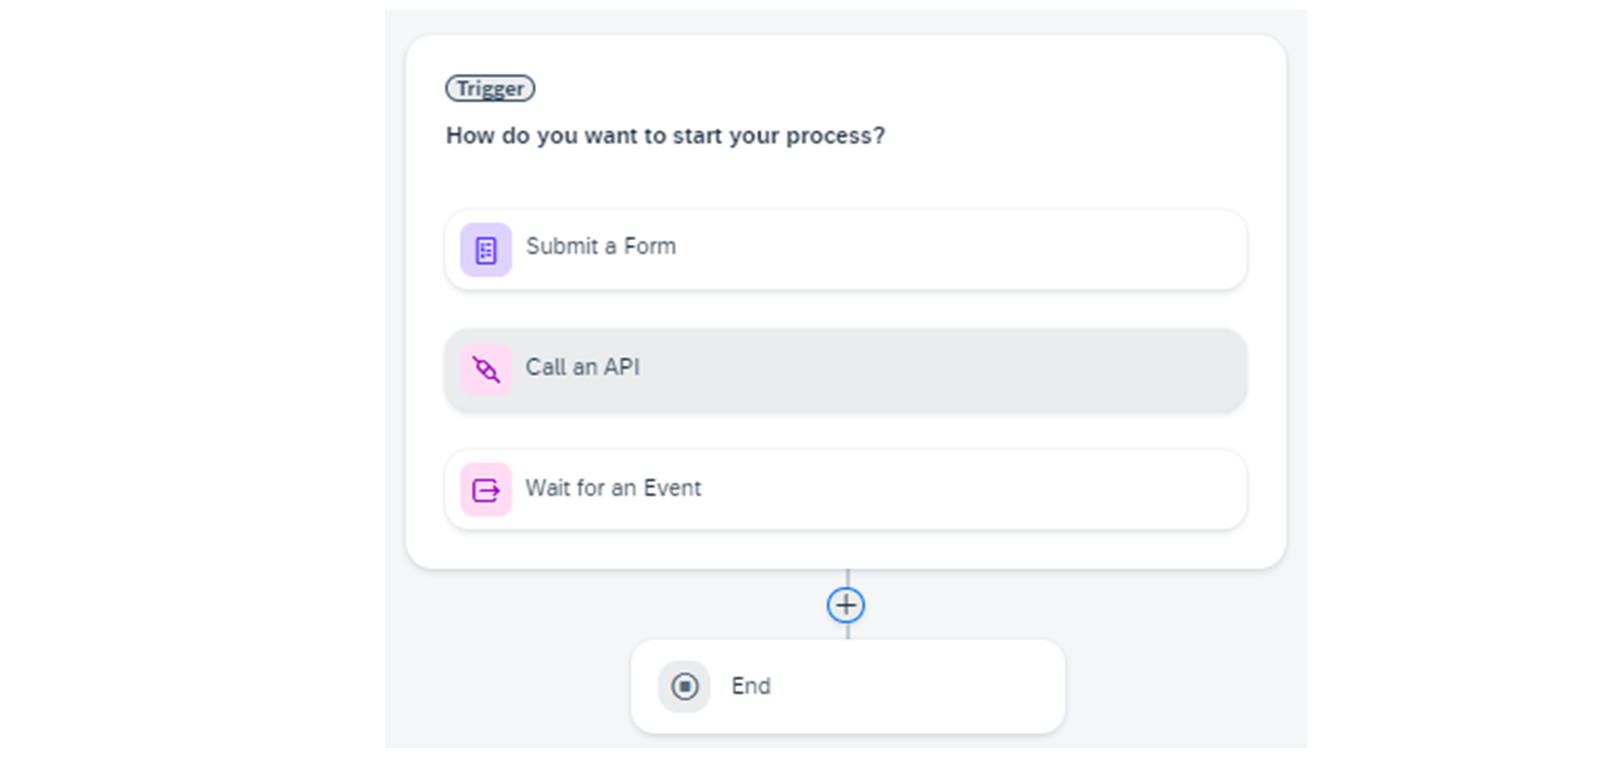 Trigger
How do you want to start your process?
Submit a Form
Call an API
Wait for an Event
End